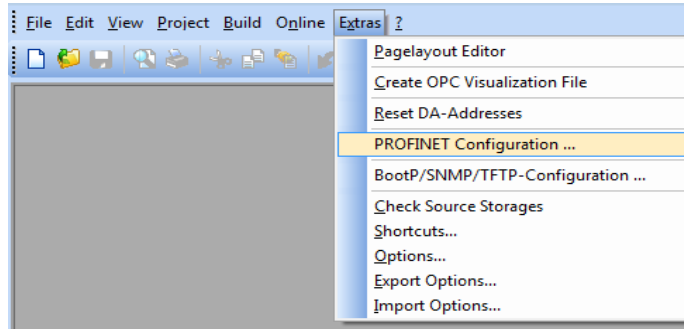 File Edit View Project Build Online Extras ?
Pagelayout Editor
Create OPC Visualization File
Reset DA-Addresses
PROFINET Configuration ...
BootP/SNMP/TFTP-Configuration ...
Check Source Storages
Shortcuts...
Options...
Export Options...
Import Options...